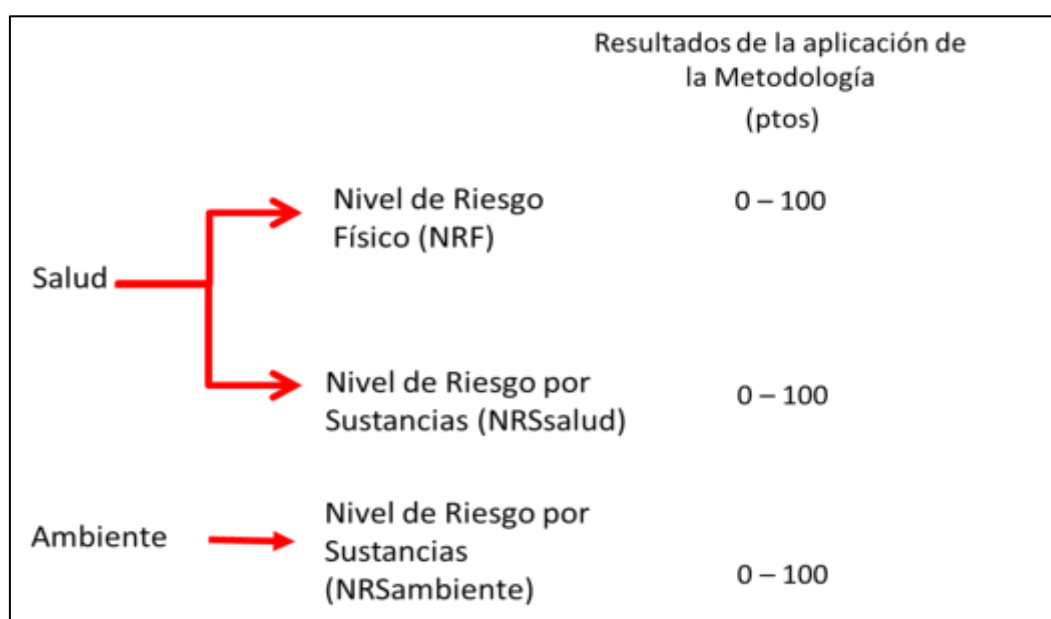 Resultados de la aplicación de
la Metodología
(ptos)
Salud
Nivel de Riesgo
Físico (NRF)
0 – 100
Nivel de Riesgo por
Sustancias (NRSsalud)
0 – 100
Ambiente
Nivel de Riesgo por
Sustancias
(NRSambiente)
0 – 100